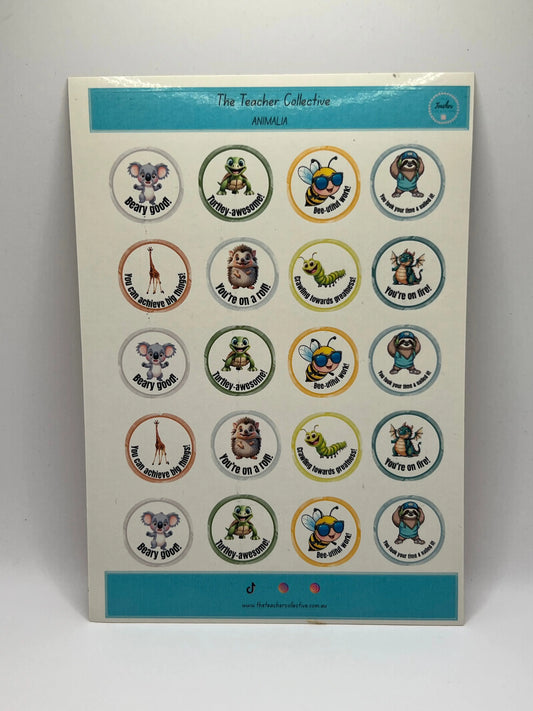 The Teacher Collective
ANIMALIA
Teacher
Beary good!
Turtley-awesome!
Bee-utiful work!
You took your time & nailed it!
You can achieve big things!
You're on a roll!
Crawling towards greatness!
You're on fire!
Beary good!
Turtley-awesome!
Bee-utiful work!
You took your time & nailed it!
You can achieve big things!
You're on a roll!
Crawling towards greatness!
You're on fire!
Beary good!
Turtley-awesome!
Bee-utiful work!
You took your time & nailed it!
www.theteachercollective.com.au